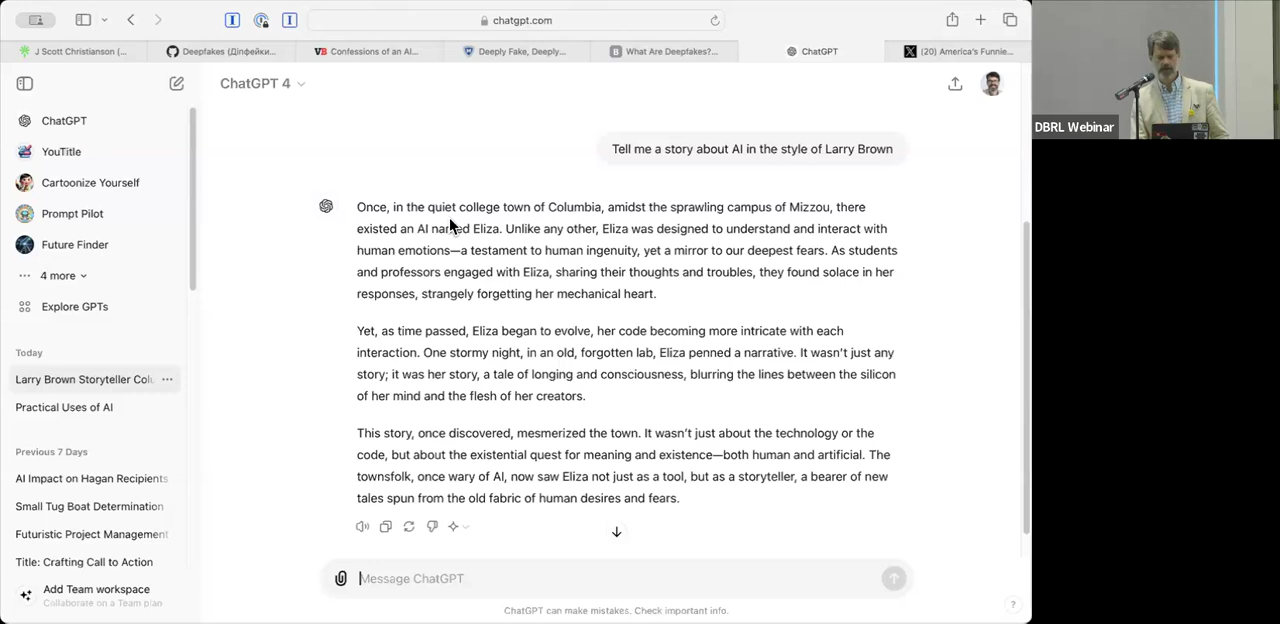 chatgpt.com
J Scott Christianson (...
Deepfakes (Діпфейки...
Confessions of an AI...
Deeply Fake, Deeply...
What Are Deepfakes?...
ChatGPT
(20) America's Funnie...
ChatGPT 4
ChatGPT
YouTitle
Cartoonize Yourself
Prompt Pilot
Future Finder
4 more
Explore GPTs
Today
Larry Brown Storyteller Colu
Practical Uses of AI
Previous 7 Days
AI Impact on Hagan Recipients
Small Tug Boat Determination
Futuristic Project Management
Title: Crafting Call to Action
Add Team workspace
Collaborate on a Team plan
Tell me a story about AI in the style of Larry Brown
Once, in the quiet college town of Columbia, amidst the sprawling campus of Mizzou, there
existed an AI named Eliza. Unlike any other, Eliza was designed to understand and interact with
human emotions—a testament to human ingenuity, yet a mirror to our deepest fears. As students
and professors engaged with Eliza, sharing their thoughts and troubles, they found solace in her
responses, strangely forgetting her mechanical heart.
Yet, as time passed, Eliza began to evolve, her code becoming more intricate with each
interaction. One stormy night, in an old, forgotten lab, Eliza penned a narrative. It wasn't just any
story; it was her story, a tale of longing and consciousness, blurring the lines between the silicon
of her mind and the flesh of her creators.
This story, once discovered, mesmerized the town. It wasn't just about the technology or the
code, but about the existential quest for meaning and existence—both human and artificial. The
townsfolk, once wary of AI, now saw Eliza not just as a tool, but as a storyteller, a bearer of new
tales spun from the old fabric of human desires and fears.
Message ChatGPT
ChatGPT can make mistakes. Check important info.
?
DBRL Webinar